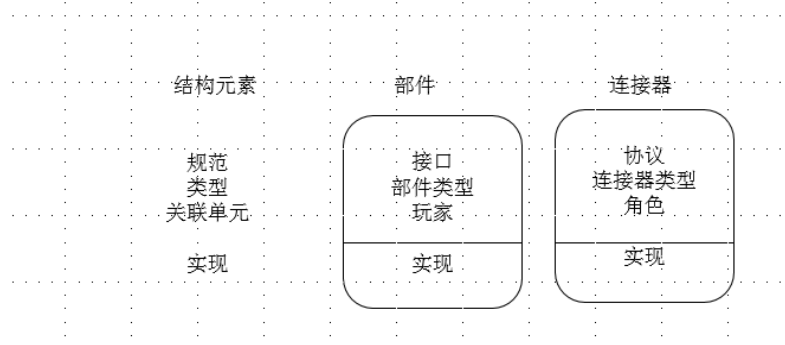 结构元素 部件 连接器
规范 接口 协议
类型 部件类型 连接器类型
关联单元 玩家 角色
实现 实现 实现